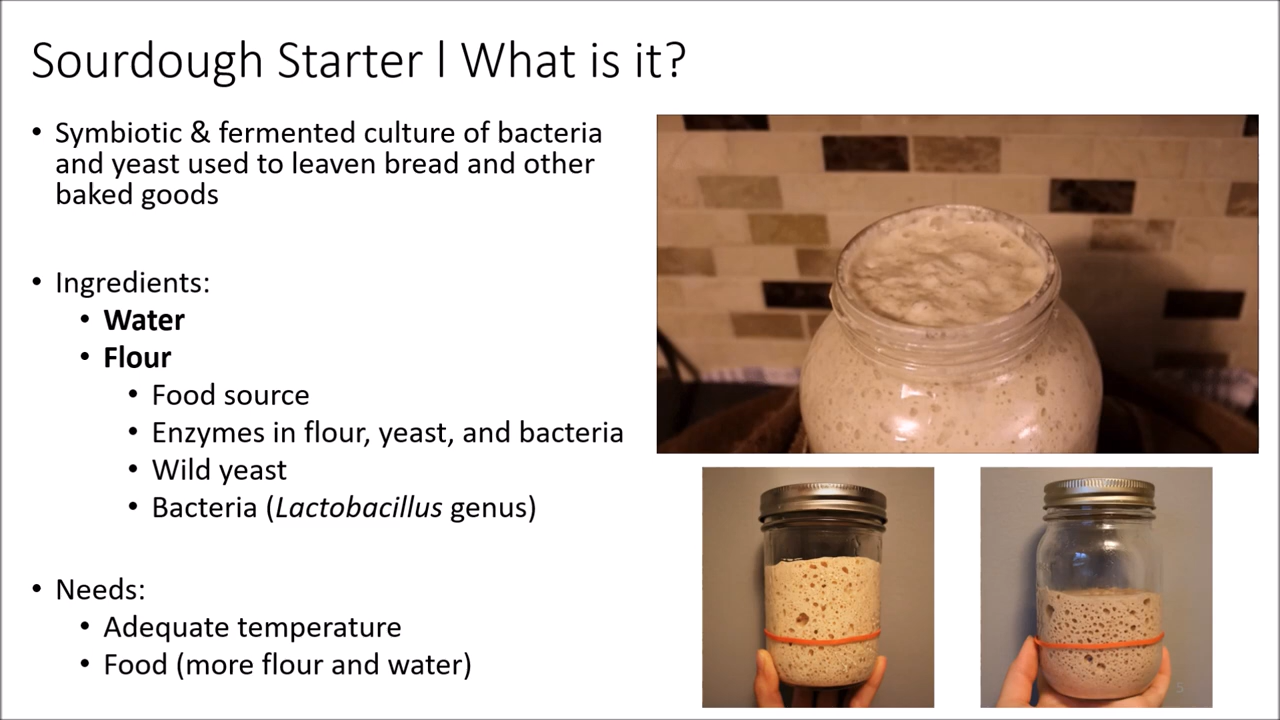 Sourdough Starter l What is it?
• Symbiotic & fermented culture of bacteria
and yeast used to leaven bread and other
baked goods
• Ingredients:
• Water
• Flour
• Food source
• Enzymes in flour, yeast, and bacteria
• Wild yeast
• Bacteria (Lactobacillus genus)
• Needs:
• Adequate temperature
• Food (more flour and water)
5